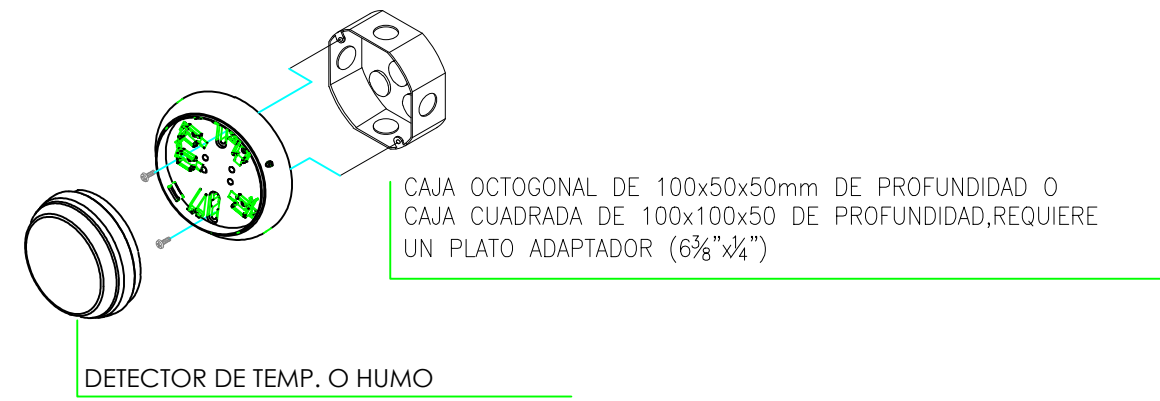 CAJA OCTOGONAL DE 100x50x50mm DE PROFUNDIDAD O
CAJA CUADRADA DE 100x100x50 DE PROFUNDIDAD,REQUIERE
UN PLATO ADAPTADOR (6⅜"x¼")
DETECTOR DE TEMP. O HUMO